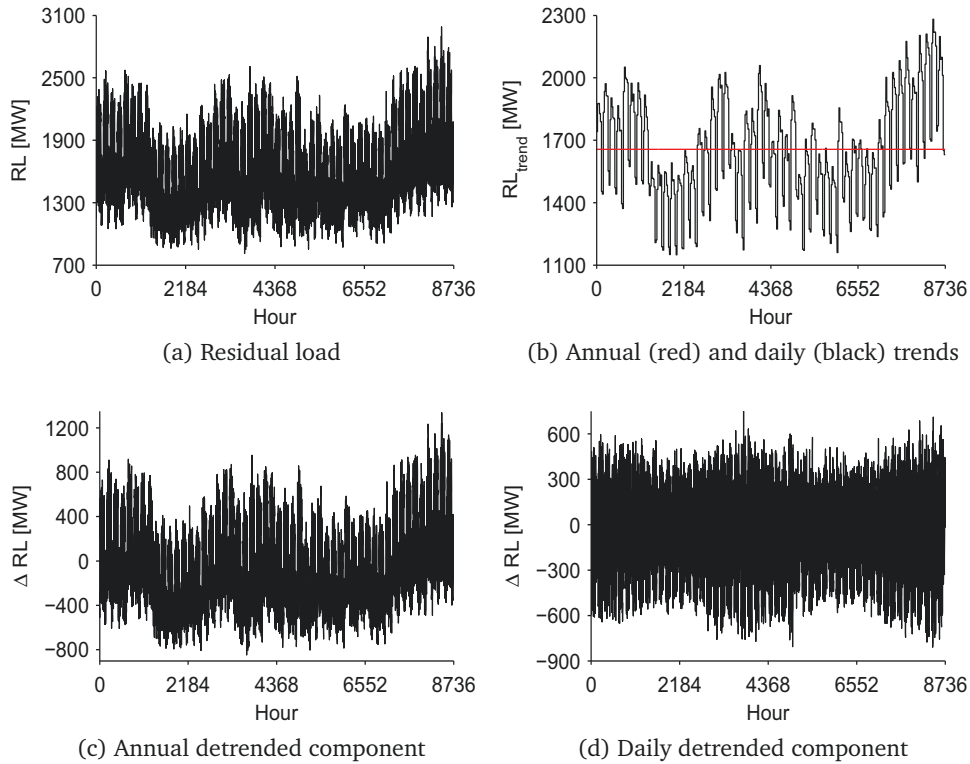 3100
2500
1900
1300
700
RL [MW]
0 2184 4368 6552 8736
Hour
(a) Residual load
2300
2000
1700
1400
1100
RLtrend [MW]
0 2184 4368 6552 8736
Hour
(b) Annual (red) and daily (black) trends
1200
800
400
0
−400
−800
Δ RL [MW]
0 2184 4368 6552 8736
Hour
(c) Annual detrended component
600
300
0
−300
−600
−900
Δ RL [MW]
0 2184 4368 6552 8736
Hour
(d) Daily detrended component